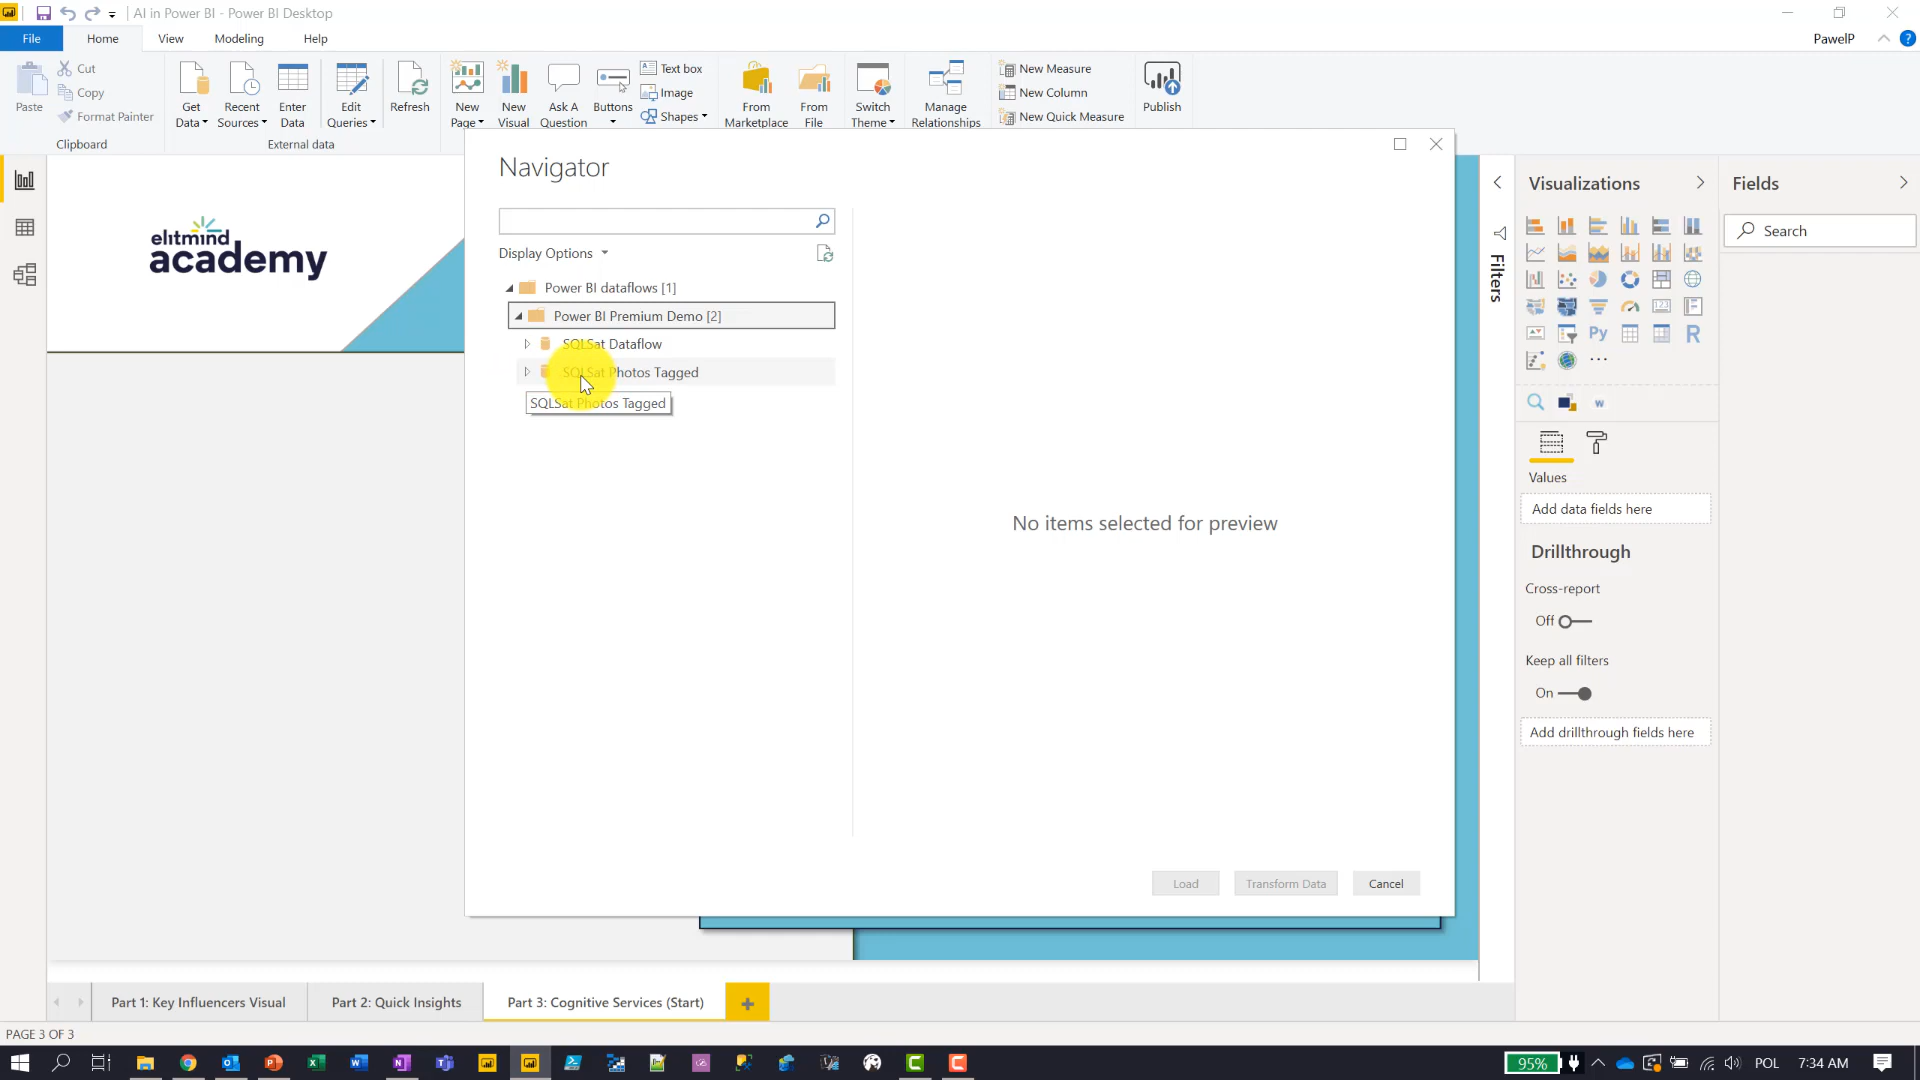 AI in Power BI - Power BI Desktop
File
Home
View
Modeling
Help
PawelP
?
Paste
Cut
Copy
Format Painter
Clipboard
Get
Data
Recent
Sources
Enter
Data
Edit
Queries
Refresh
External data
New
Page
New
Visual
Ask A
Question
Buttons
Text box
Image
Shapes
From
Marketplace
From
File
Switch
Theme
Manage
Relationships
New Measure
New Column
New Quick Measure
Publish
elitmind
academy
Navigator
Display Options
Power BI dataflows [1]
Power BI Premium Demo [2]
SQLSat Dataflow
SQLSat Photos Tagged
SQLSat Photos Tagged
No items selected for preview
Load
Transform Data
Cancel
Filters
Visualizations
Py
R
W
Values
Add data fields here
Drillthrough
Cross-report
Off
Keep all filters
On
Add drillthrough fields here
Fields
Search
Part 1: Key Influencers Visual
Part 2: Quick Insights
Part 3: Cognitive Services (Start)
PAGE 3 OF 3
95%
POL
7:34 AM